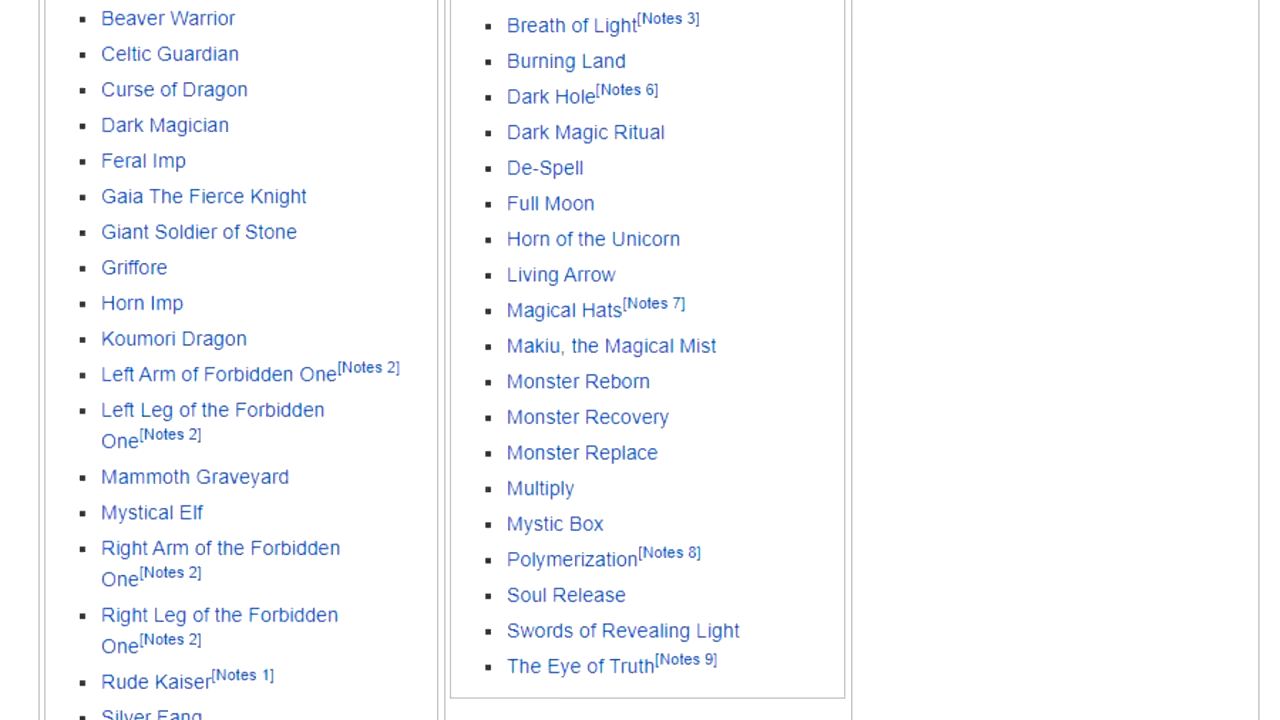 Beaver Warrior
Celtic Guardian
Curse of Dragon
Dark Magician
Feral Imp
Gaia The Fierce Knight
Giant Soldier of Stone
Griffore
Horn Imp
Koumori Dragon
Left Arm of Forbidden One[Notes 2]
Left Leg of the Forbidden
One[Notes 2]
Mammoth Graveyard
Mystical Elf
Right Arm of the Forbidden
One[Notes 2]
Right Leg of the Forbidden
One[Notes 2]
Rude Kaiser[Notes 1]
Silver Fang
Breath of Light[Notes 3]
Burning Land
Dark Hole[Notes 6]
Dark Magic Ritual
De-Spell
Full Moon
Horn of the Unicorn
Living Arrow
Magical Hats[Notes 7]
Makiu, the Magical Mist
Monster Reborn
Monster Recovery
Monster Replace
Multiply
Mystic Box
Polymerization[Notes 8]
Soul Release
Swords of Revealing Light
The Eye of Truth[Notes 9]